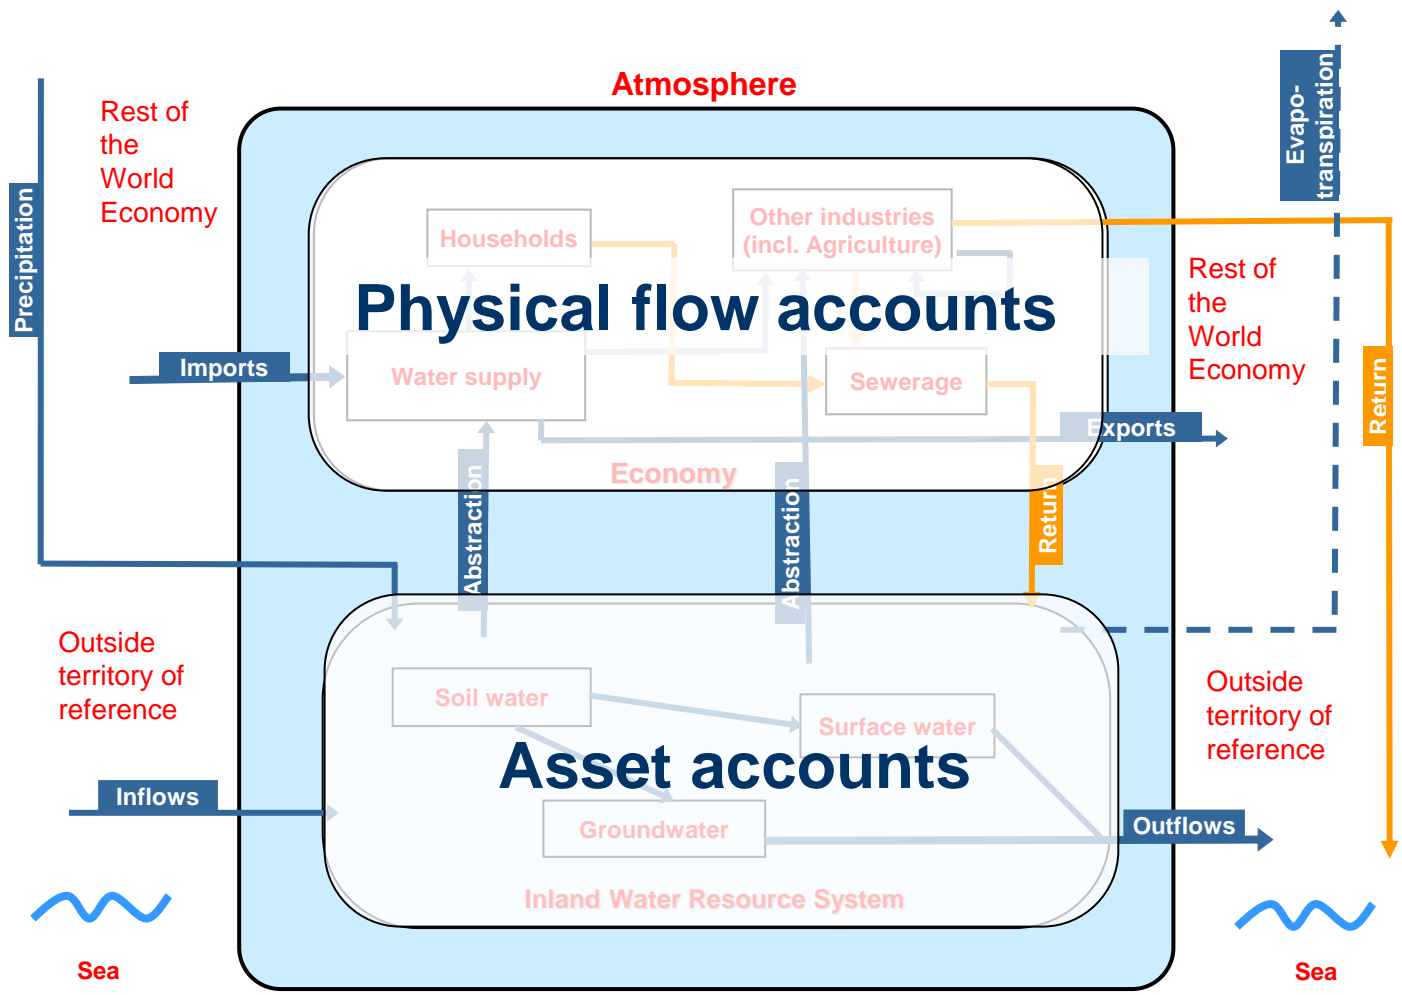 Atmosphere
Rest of
the
World
Economy
Evapo-
transpiration
Precipitation
Households
Other industries
(incl. Agriculture)
Physical flow accounts
Rest of
the
World
Economy
Imports
Water supply
Sewerage
Return
Exports
Economy
Abstraction
Abstraction
Return
Outside
territory of
reference
Soil water
Surface water
Outside
territory of
reference
Asset accounts
Inflows
Groundwater
Outflows
Inland Water Resource System
Sea
Sea